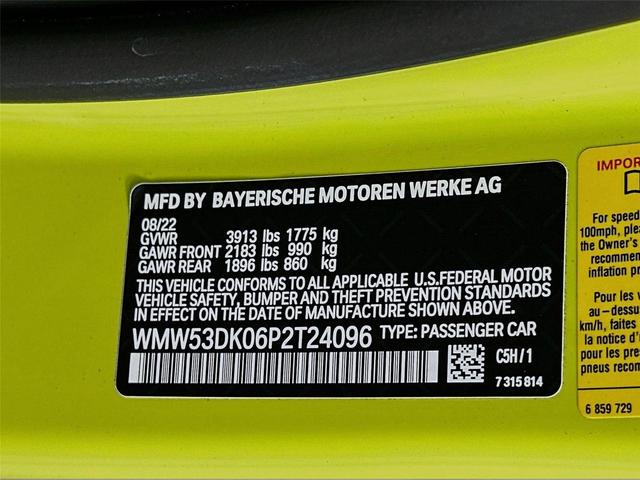 MFD BY BAYERISCHE MOTOREN WERKE AG
08/22
GVWR 3913 lbs 1775 kg
GAWR FRONT 2183 lbs 990 kg
GAWR REAR 1896 lbs 860 kg
THIS VEHICLE CONFORMS TO ALL APPLICABLE U.S.FEDERAL MOTOR
VEHICLE SAFETY, BUMPER AND THEFT PREVENTION STANDARDS
IN EFFECT ON THE DATE OF MANUFACTURE SHOWN ABOVE.
WMW53DK06P2T24096 TYPE: PASSENGER CAR
C5H/1
7 315 814
IMPOR
For speed
100mph, plea
the Owner's
recommen
inflation pr
Pour les v
au-dessu
km/h, faites
la notice d'
pour les pres
pneus recom
6 859 729